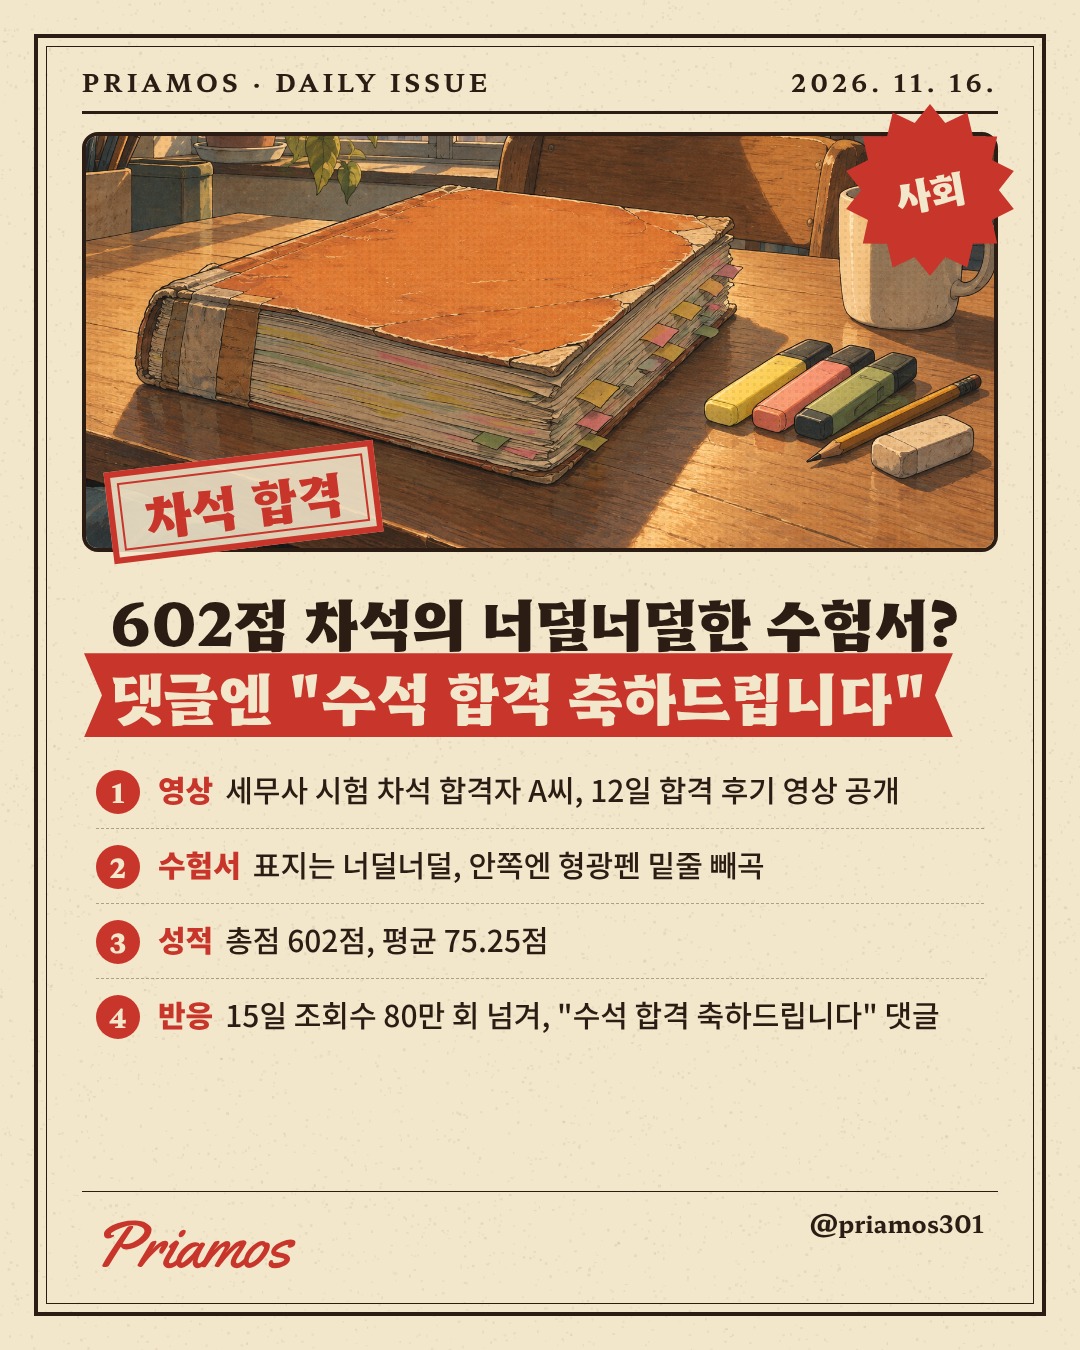 PRIAMOS · DAILY ISSUE
2026. 11. 16.
사회
차석 합격
602점 차석의 너덜너덜한 수험서?
댓글엔 "수석 합격 축하드립니다"
1 영상 세무사 시험 차석 합격자 A씨, 12일 합격 후기 영상 공개
2 수험서 표지는 너덜너덜, 안쪽엔 형광펜 밑줄 빼곡
3 성적 총점 602점, 평균 75.25점
4 반응 15일 조회수 80만 회 넘겨, "수석 합격 축하드립니다" 댓글
Priamos
@priamos301